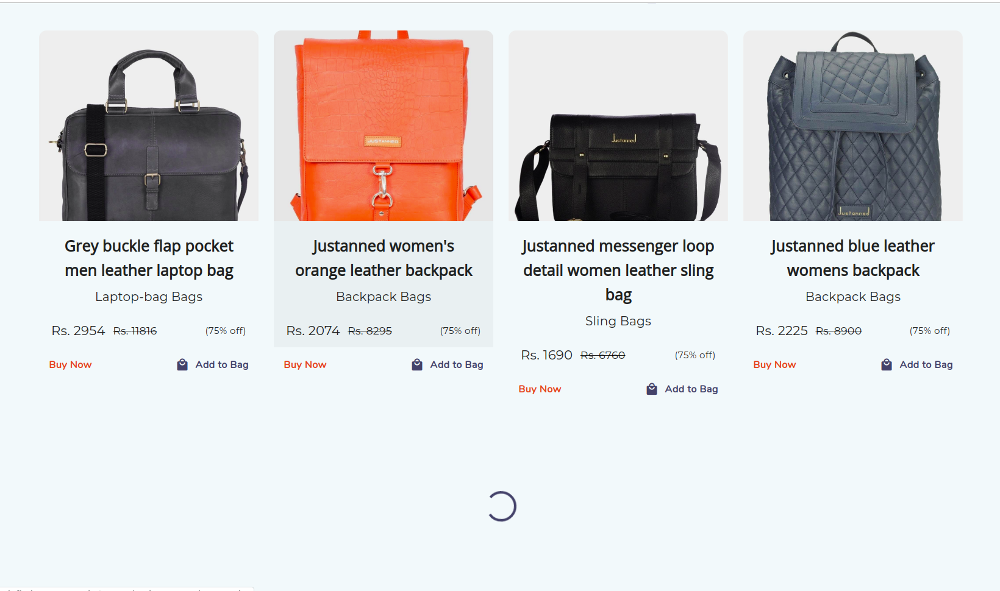 JUSTANNED
Justanned
Justanned
Grey buckle flap pocket
men leather laptop bag
Laptop-bag Bags
Rs. 2954 Rs. 11816 (75% off)
Buy Now Add to Bag
Justanned women's
orange leather backpack
Backpack Bags
Rs. 2074 Rs. 8295 (75% off)
Buy Now Add to Bag
Justanned messenger loop
detail women leather sling
bag
Sling Bags
Rs. 1690 Rs. 6760 (75% off)
Buy Now Add to Bag
Justanned blue leather
womens backpack
Backpack Bags
Rs. 2225 Rs. 8900 (75% off)
Buy Now Add to Bag